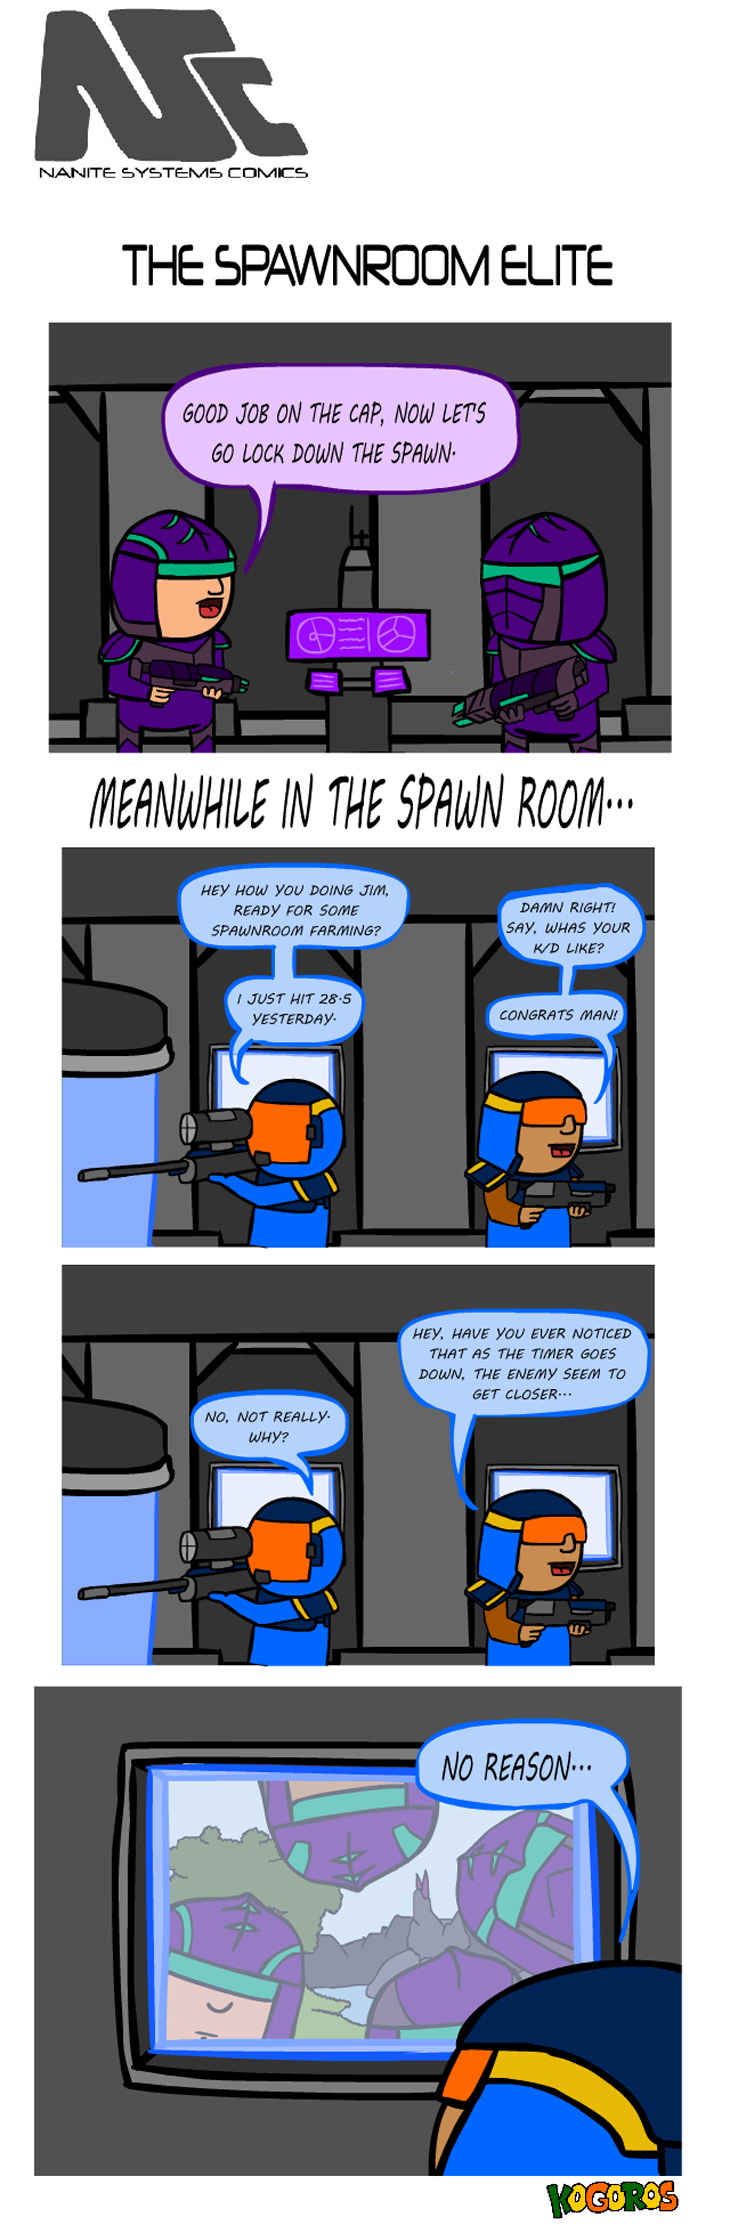 NSC
NANITE SYSTEMS COMICS
THE SPAWNROOM ELITE
GOOD JOB ON THE CAP, NOW LET'S
GO LOCK DOWN THE SPAWN.
MEANWHILE IN THE SPAWN ROOM...
HEY HOW YOU DOING JIM,
READY FOR SOME
SPAWNROOM FARMING?
DAMN RIGHT!
SAY, WHAS YOUR
K/D LIKE?
I JUST HIT 28.5
YESTERDAY.
CONGRATS MAN!
HEY, HAVE YOU EVER NOTICED
THAT AS THE TIMER GOES
DOWN, THE ENEMY SEEM TO
GET CLOSER...
NO, NOT REALLY.
WHY?
NO REASON...
KOGOROS